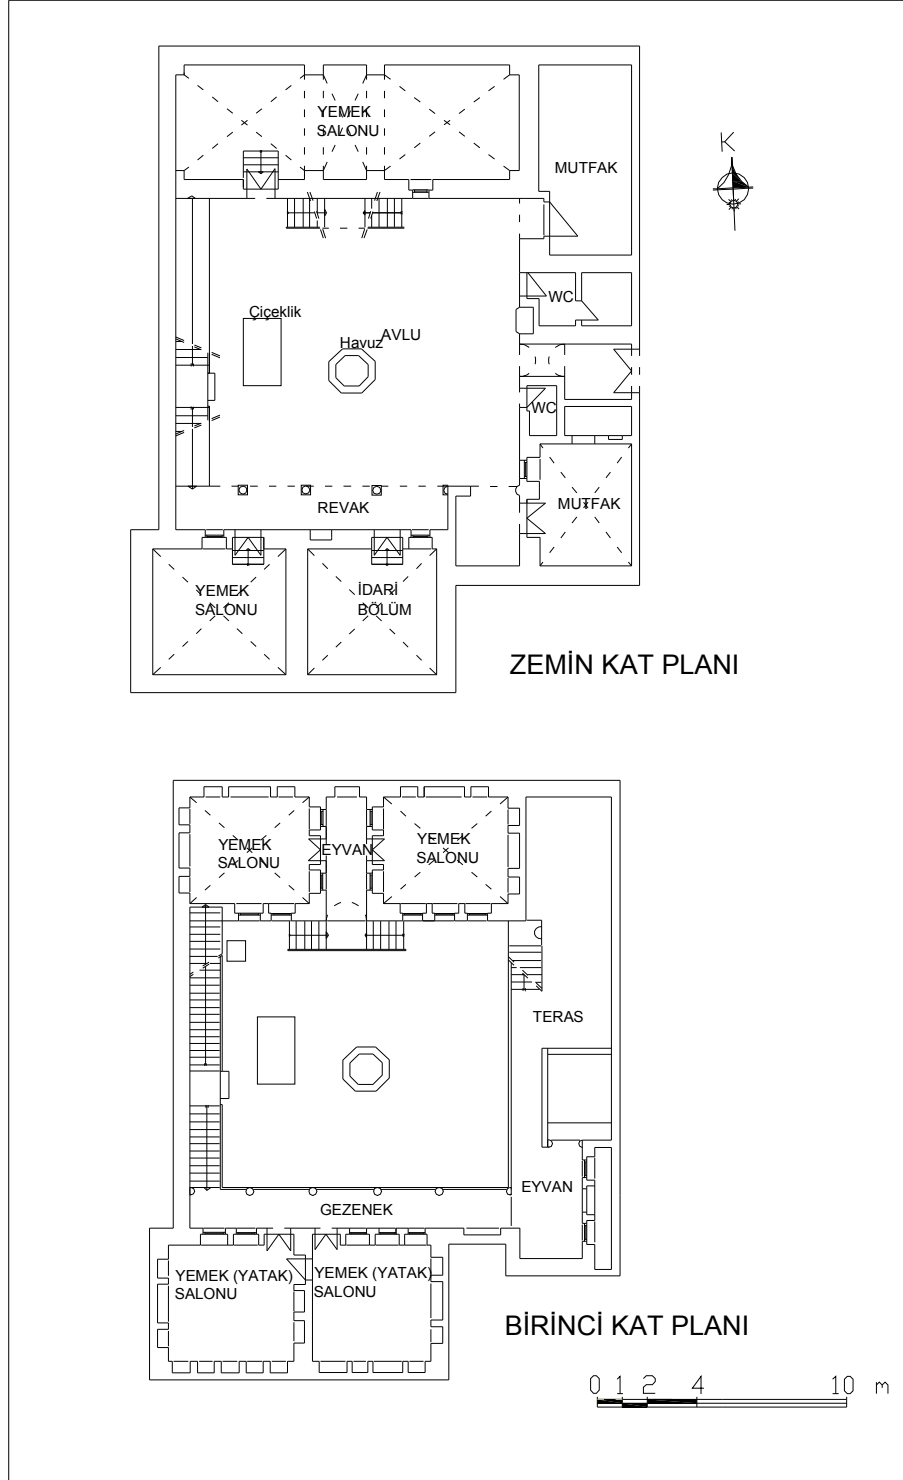 YEMEK
SALONU
MUTFAK
K
WC
Çiçeklik
Havuz
AVLU
WC
REVAK
MUTFAK
YEMEK
SALONU
İDARİ
BÖLÜM
ZEMİN KAT PLANI
YEMEK
SALONU
EYVAN
YEMEK
SALONU
TERAS
EYVAN
GEZENEK
YEMEK (YATAK)
SALONU
YEMEK (YATAK)
SALONU
BİRİNCİ KAT PLANI
0 1 2 4 10 m